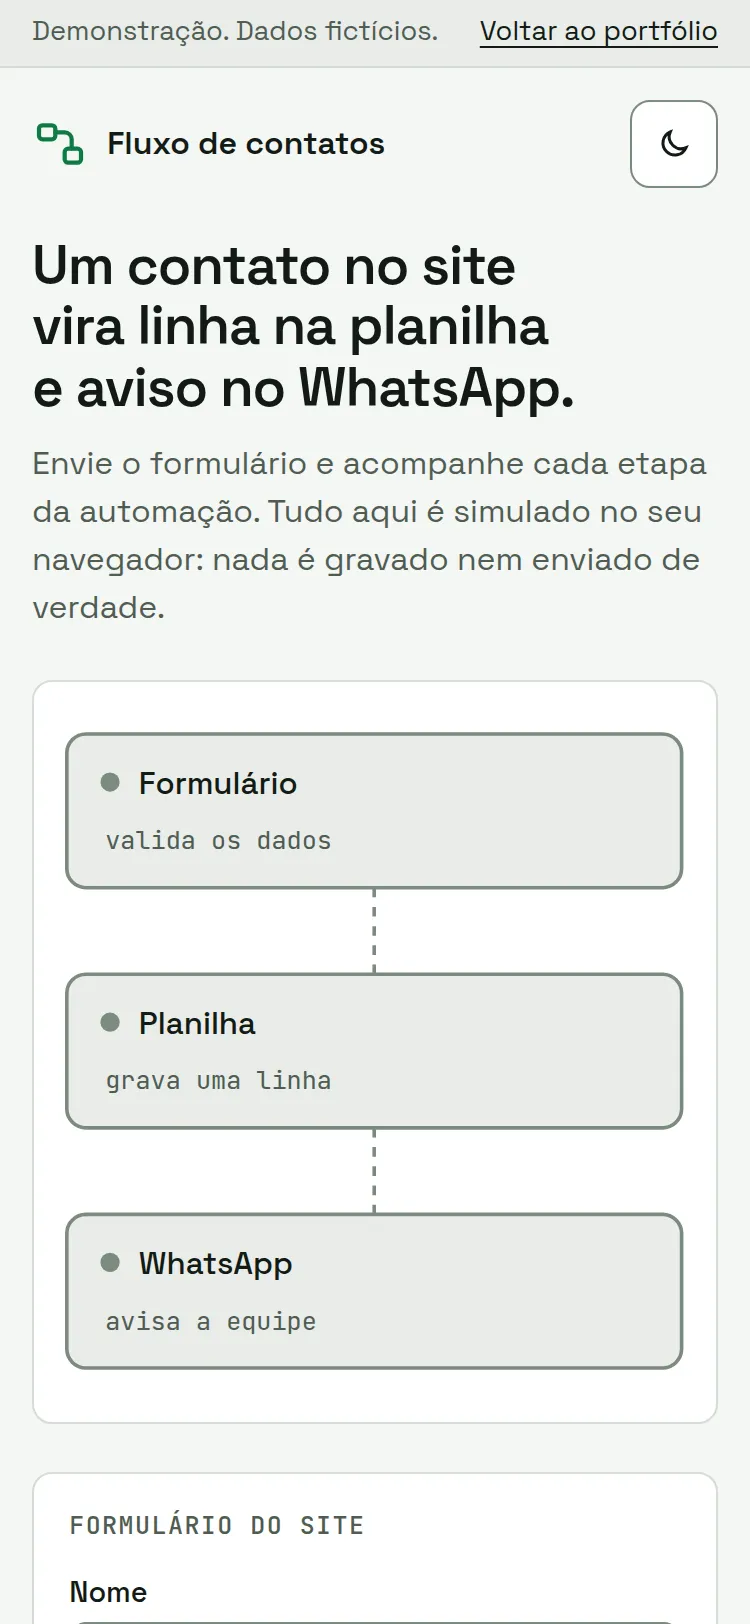 Demonstração. Dados fictícios. Voltar ao portfólio
Fluxo de contatos
Um contato no site
vira linha na planilha
e aviso no WhatsApp.
Envie o formulário e acompanhe cada etapa
da automação. Tudo aqui é simulado no seu
navegador: nada é gravado nem enviado de
verdade.
Formulário
valida os dados
Planilha
grava uma linha
WhatsApp
avisa a equipe
FORMULÁRIO DO SITE
Nome